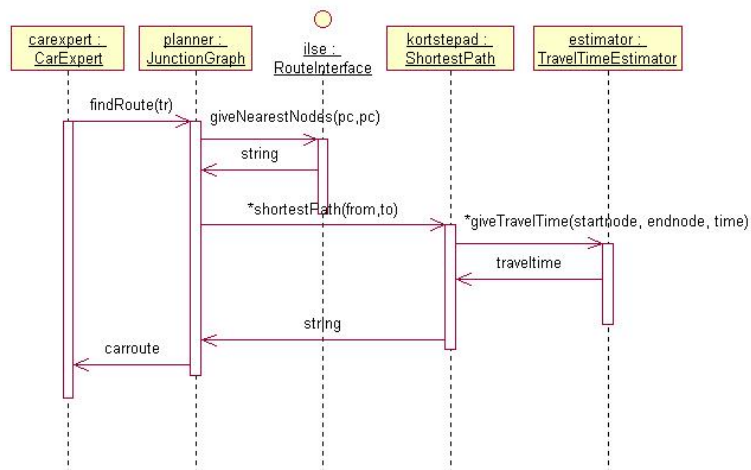 carexpert :
CarExpert
planner :
JunctionGraph
ilse :
RouteInterface
kortstepad :
ShortestPath
estimator :
TravelTimeEstimator
findRoute(tr)
giveNearestNodes(pc,pc)
string
*shortestPath(from,to)
*giveTravelTime(startnode, endnode, time)
traveltime
string
carroute